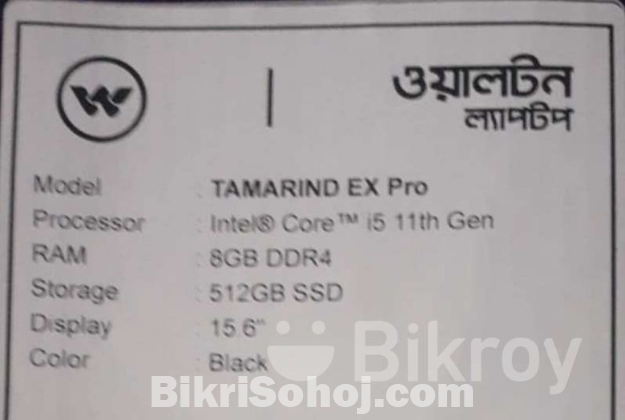 ওয়ালটন
ল্যাপটপ
Model : TAMARIND EX Pro
Processor : Intel® Core™ i5 11th Gen
RAM : 8GB DDR4
Storage : 512GB SSD
Display : 15.6"
Color : Black
Bikroy
BikriSohoj.com